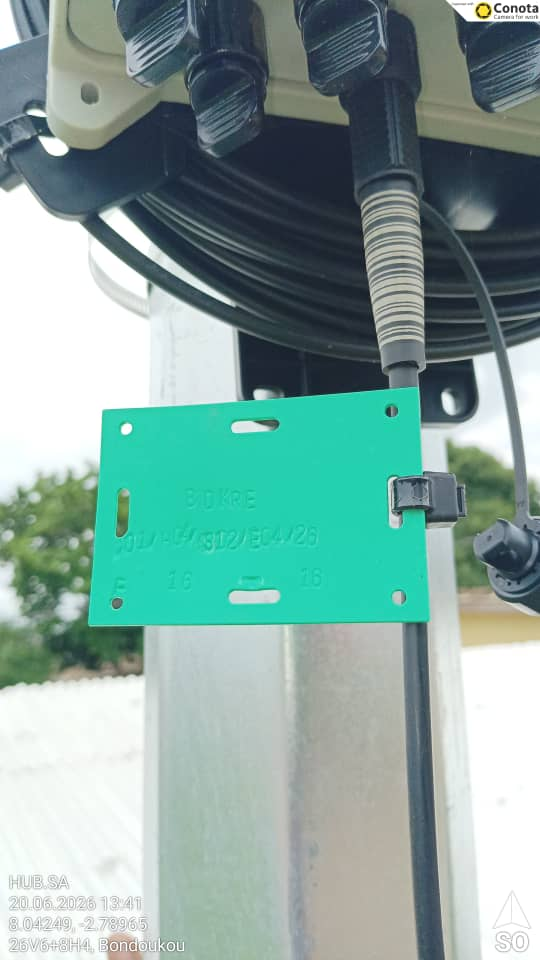 Conota
Camera for work
BOKRE
16 16
HUB.SA
20.06.2026 13:41
8.04249, -2.78965
26V6+8H4, Bondoukou
SO